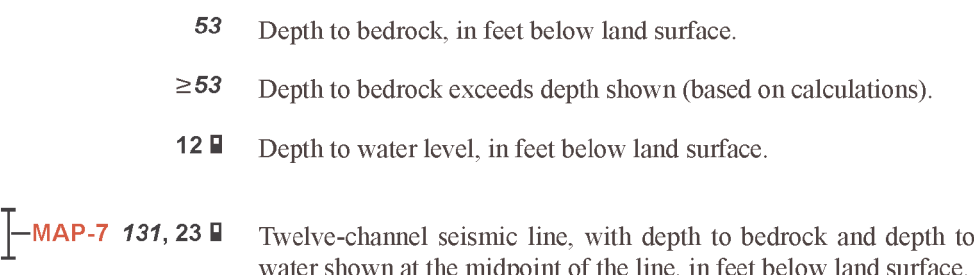 53 Depth to bedrock, in feet below land surface.
≥53 Depth to bedrock exceeds depth shown (based on calculations).
12 Depth to water level, in feet below land surface.
MAP-7 131, 23 Twelve-channel seismic line, with depth to bedrock and depth to
water shown at the midpoint of the line, in feet below land surface.